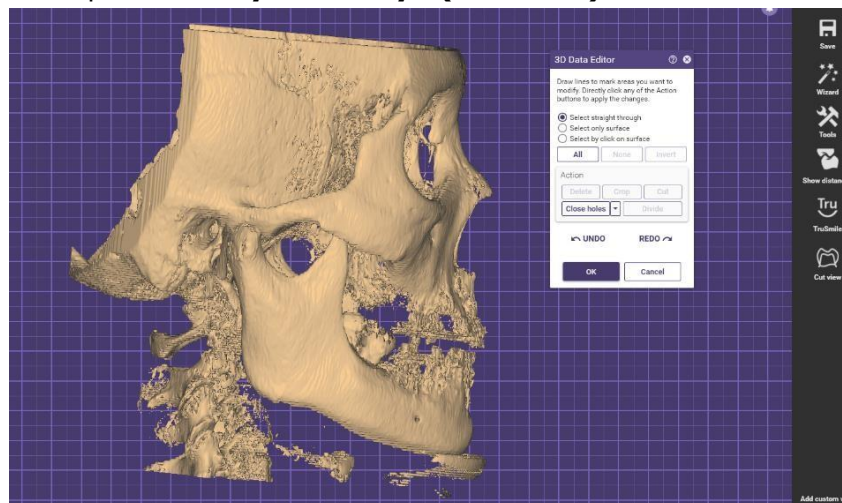 Save
Wizard
Tools
Show distan
Tru
TruSmile
Cut view
Add custom v
3D Data Editor
Draw lines to mark areas you want to
modify. Directly click any of the Action
buttons to apply the changes.
Select straight through
Select only surface
Select by click on surface
All None Invert
Action
Delete Crop Cut
Close holes Divide
UNDO REDO
OK Cancel